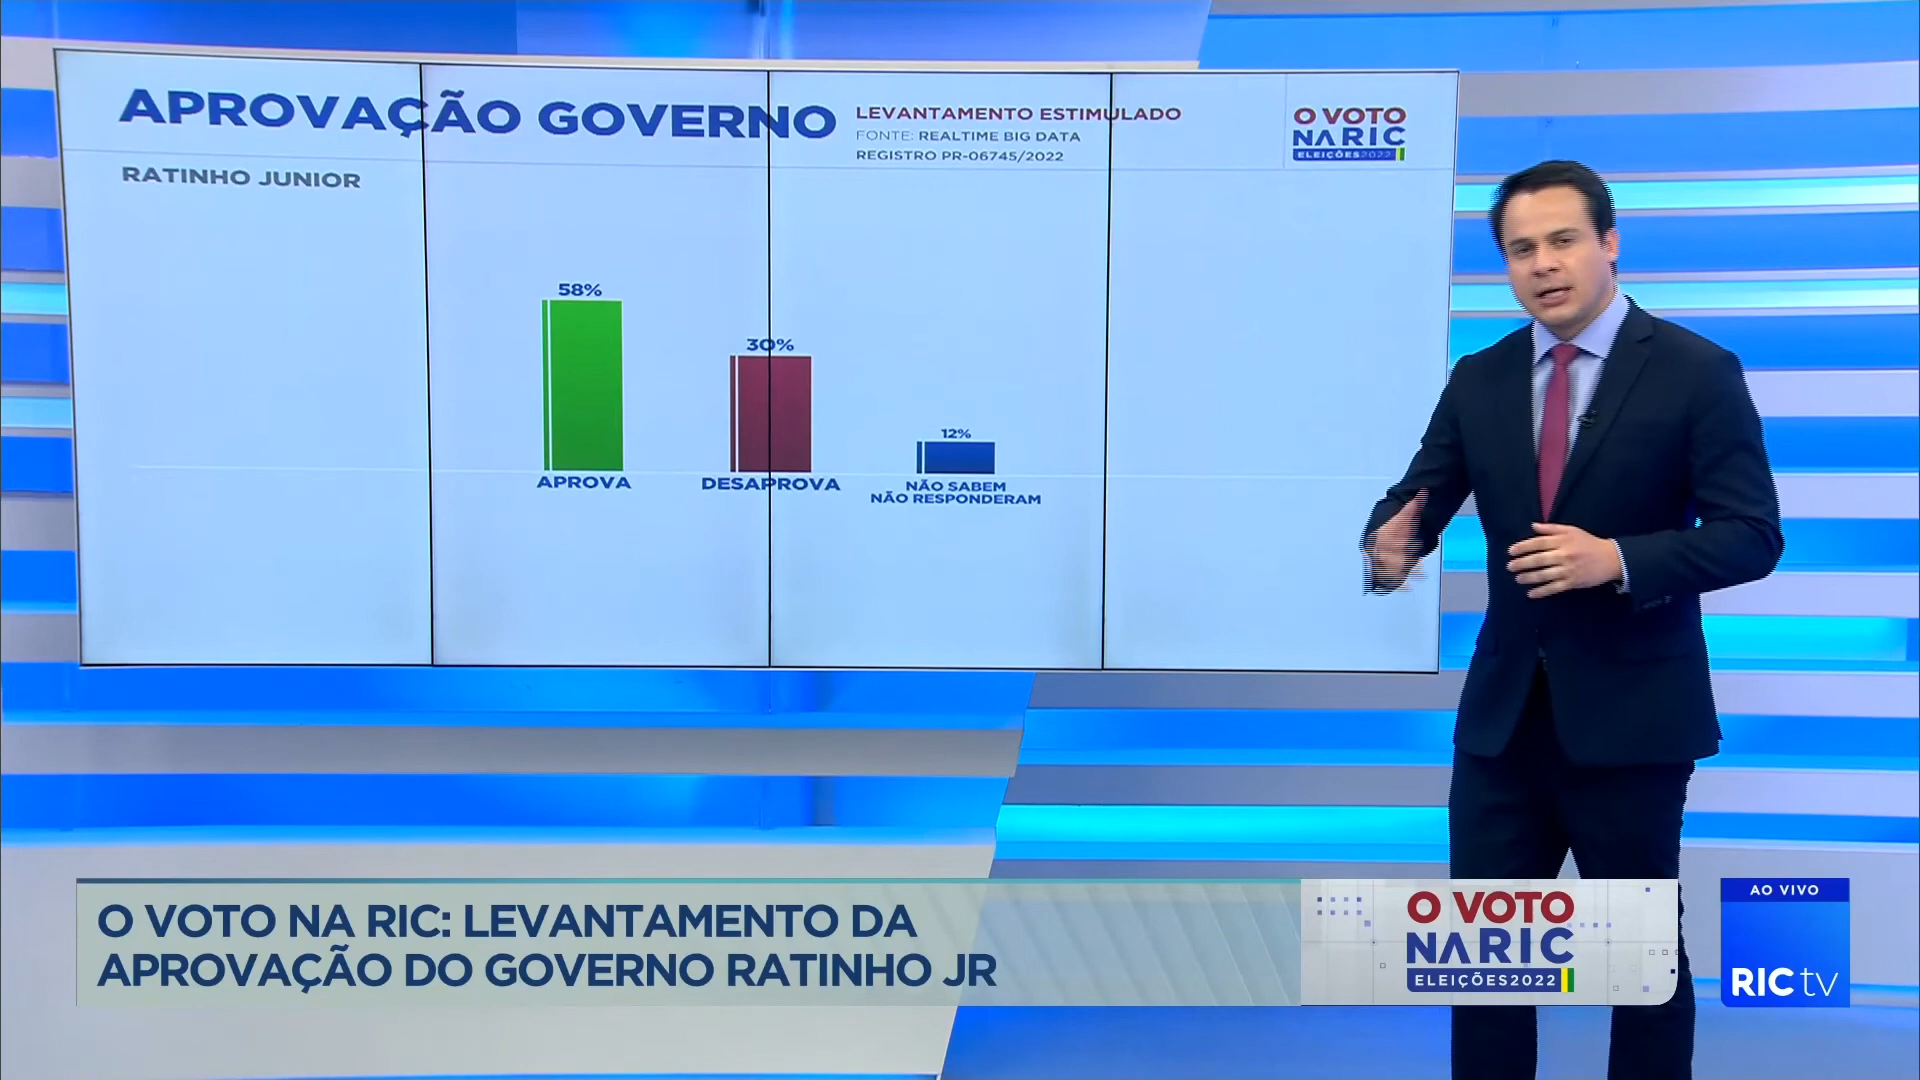 APROVAÇÃO GOVERNO
LEVANTAMENTO ESTIMULADO
FONTE: REALTIME BIG DATA
REGISTRO PR-06745/2022
O VOTO
NA RIC
ELEIÇÕES2022
RATINHO JUNIOR
58%
30%
12%
APROVA
DESAPROVA
NÃO SABEM
NÃO RESPONDERAM
O VOTO NA RIC: LEVANTAMENTO DA
APROVAÇÃO DO GOVERNO RATINHO JR
O VOTO
NA RIC
ELEIÇÕES2022
AO VIVO
RIC tv